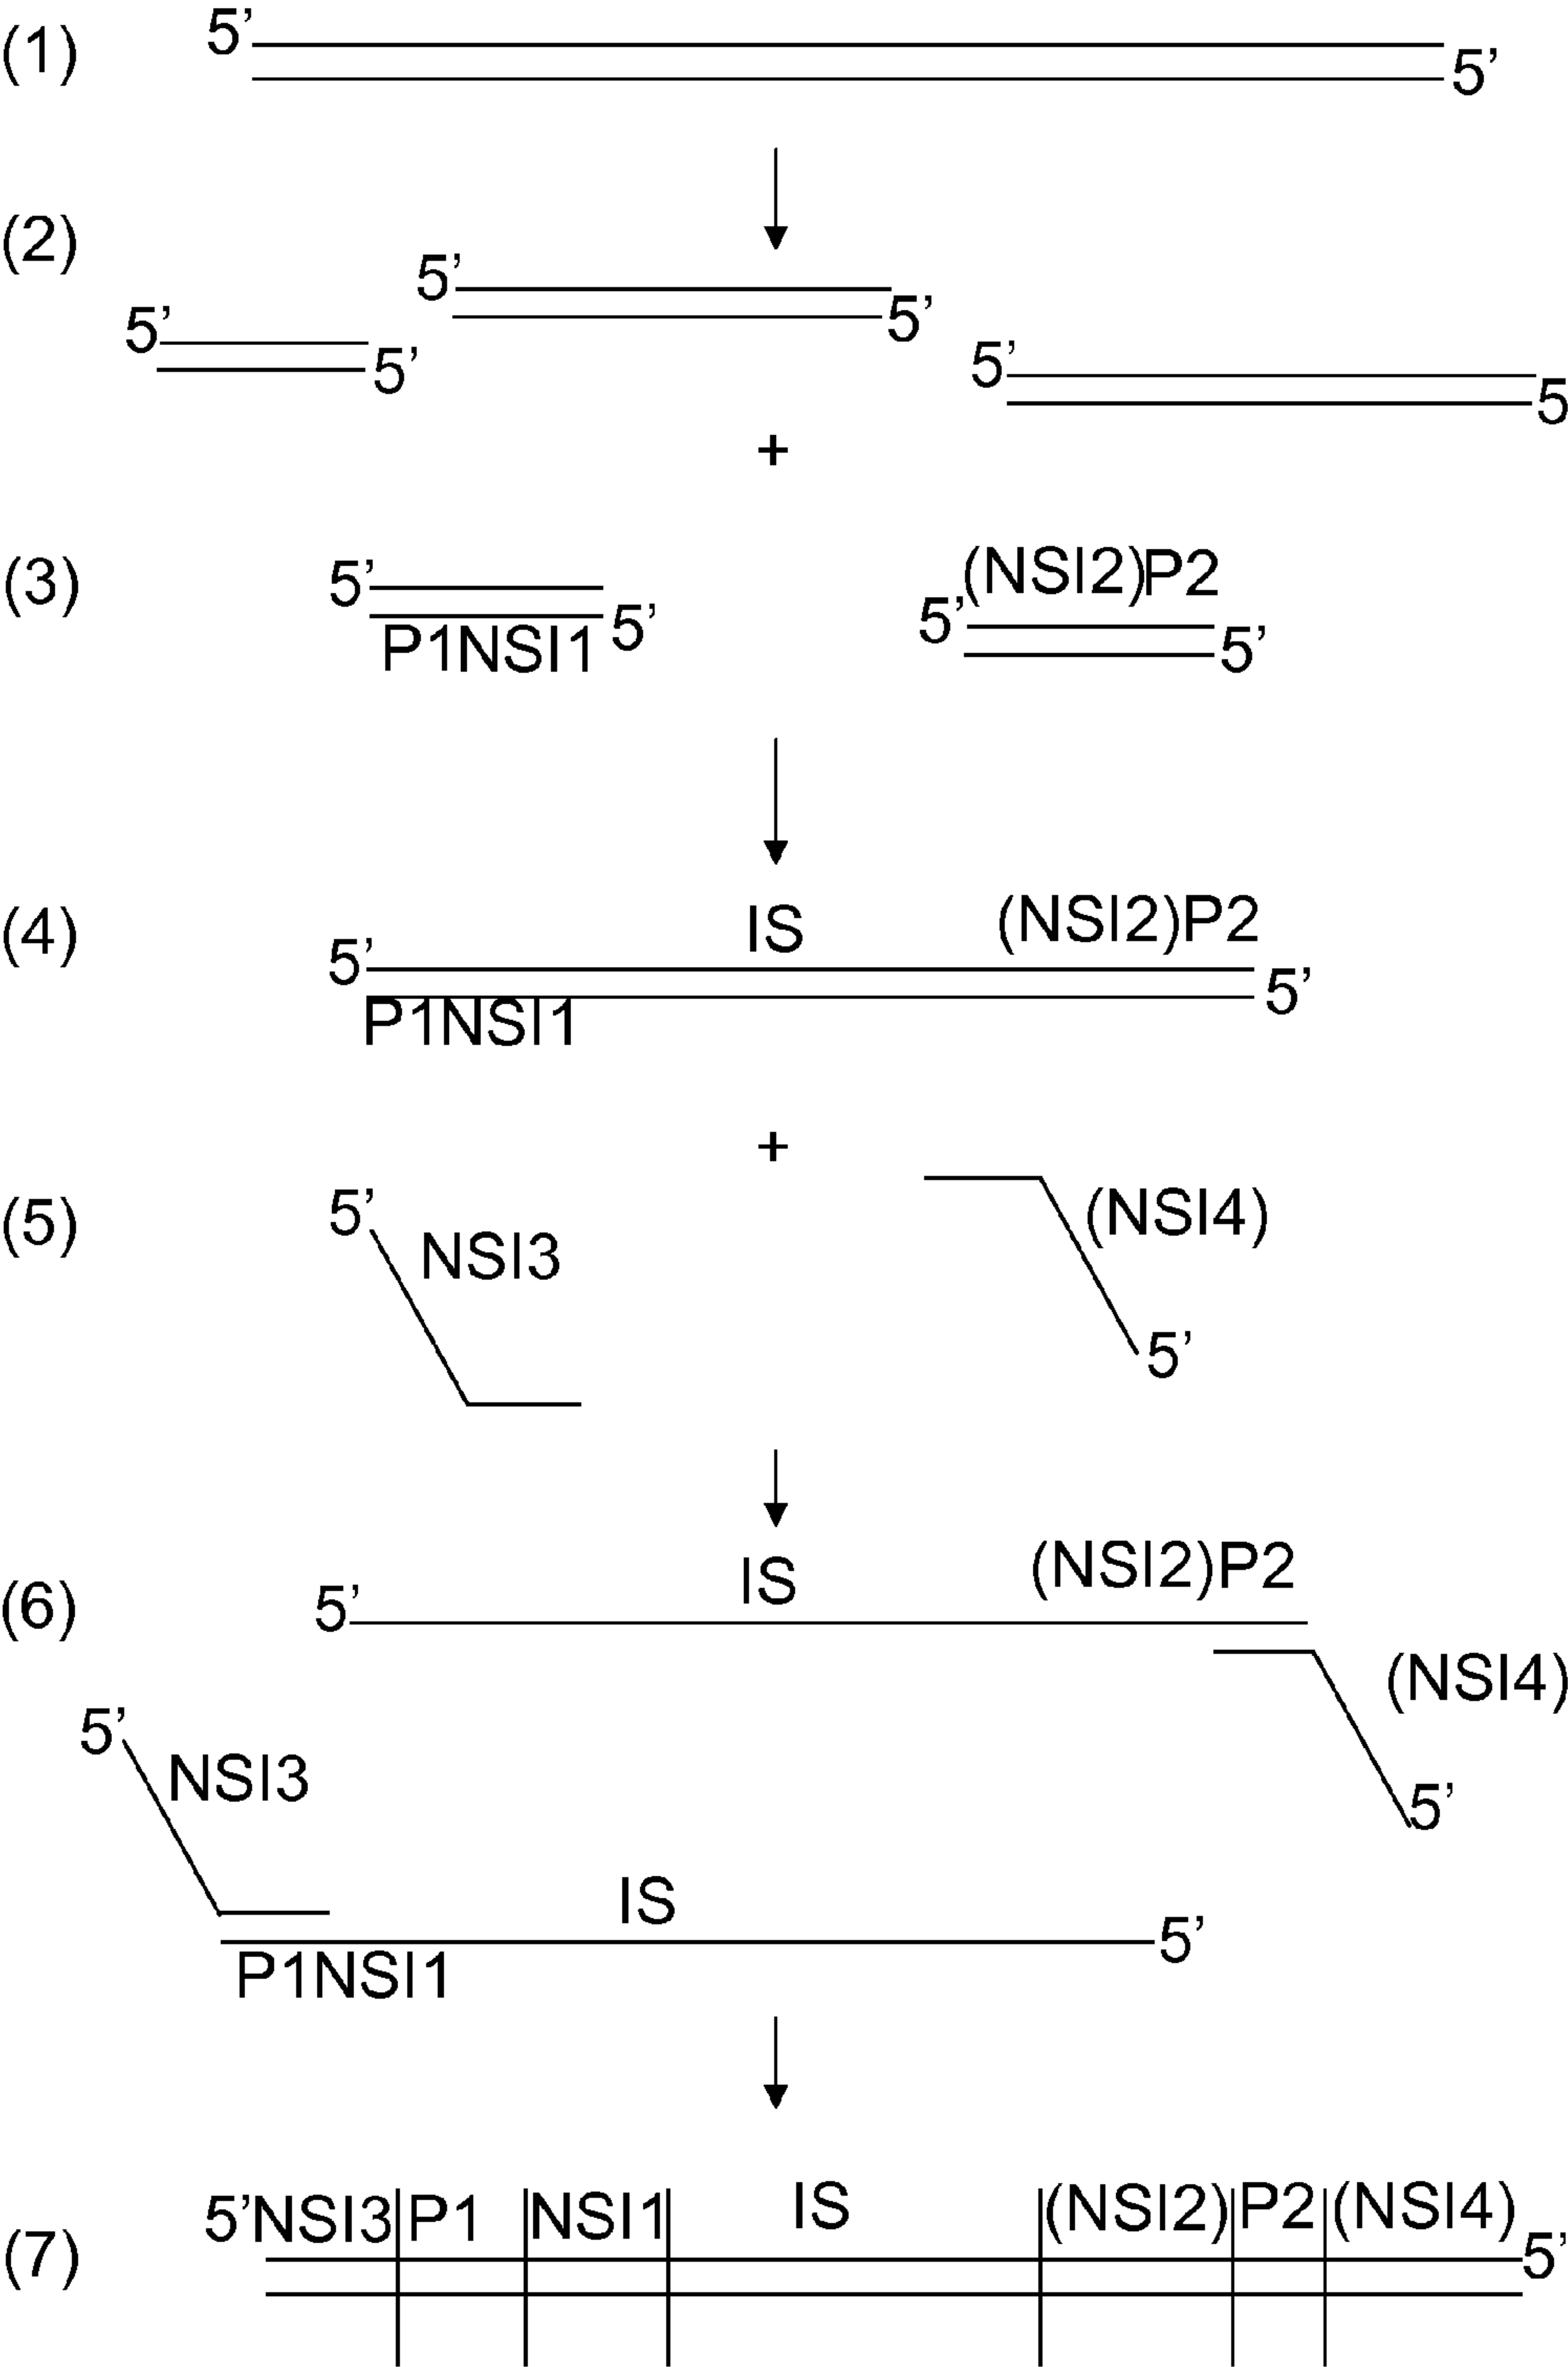 (1) 5’ 5’
(2)
5’ 5’
5’ 5’
5’ 5
+
(3) 5’ 5’ (NSI2)P2
P1NSI1 5’ 5’
(4) IS (NSI2)P2
5’ 5’
P1NSI1
+
(5) 5’ NSI3 (NSI4)
5’
IS (NSI2)P2
(6) 5’
(NSI4)
5’ NSI3
5’
IS
5’
P1NSI1
5’NSI3 P1 NSI1 IS (NSI2) P2 (NSI4)
(7) 5’